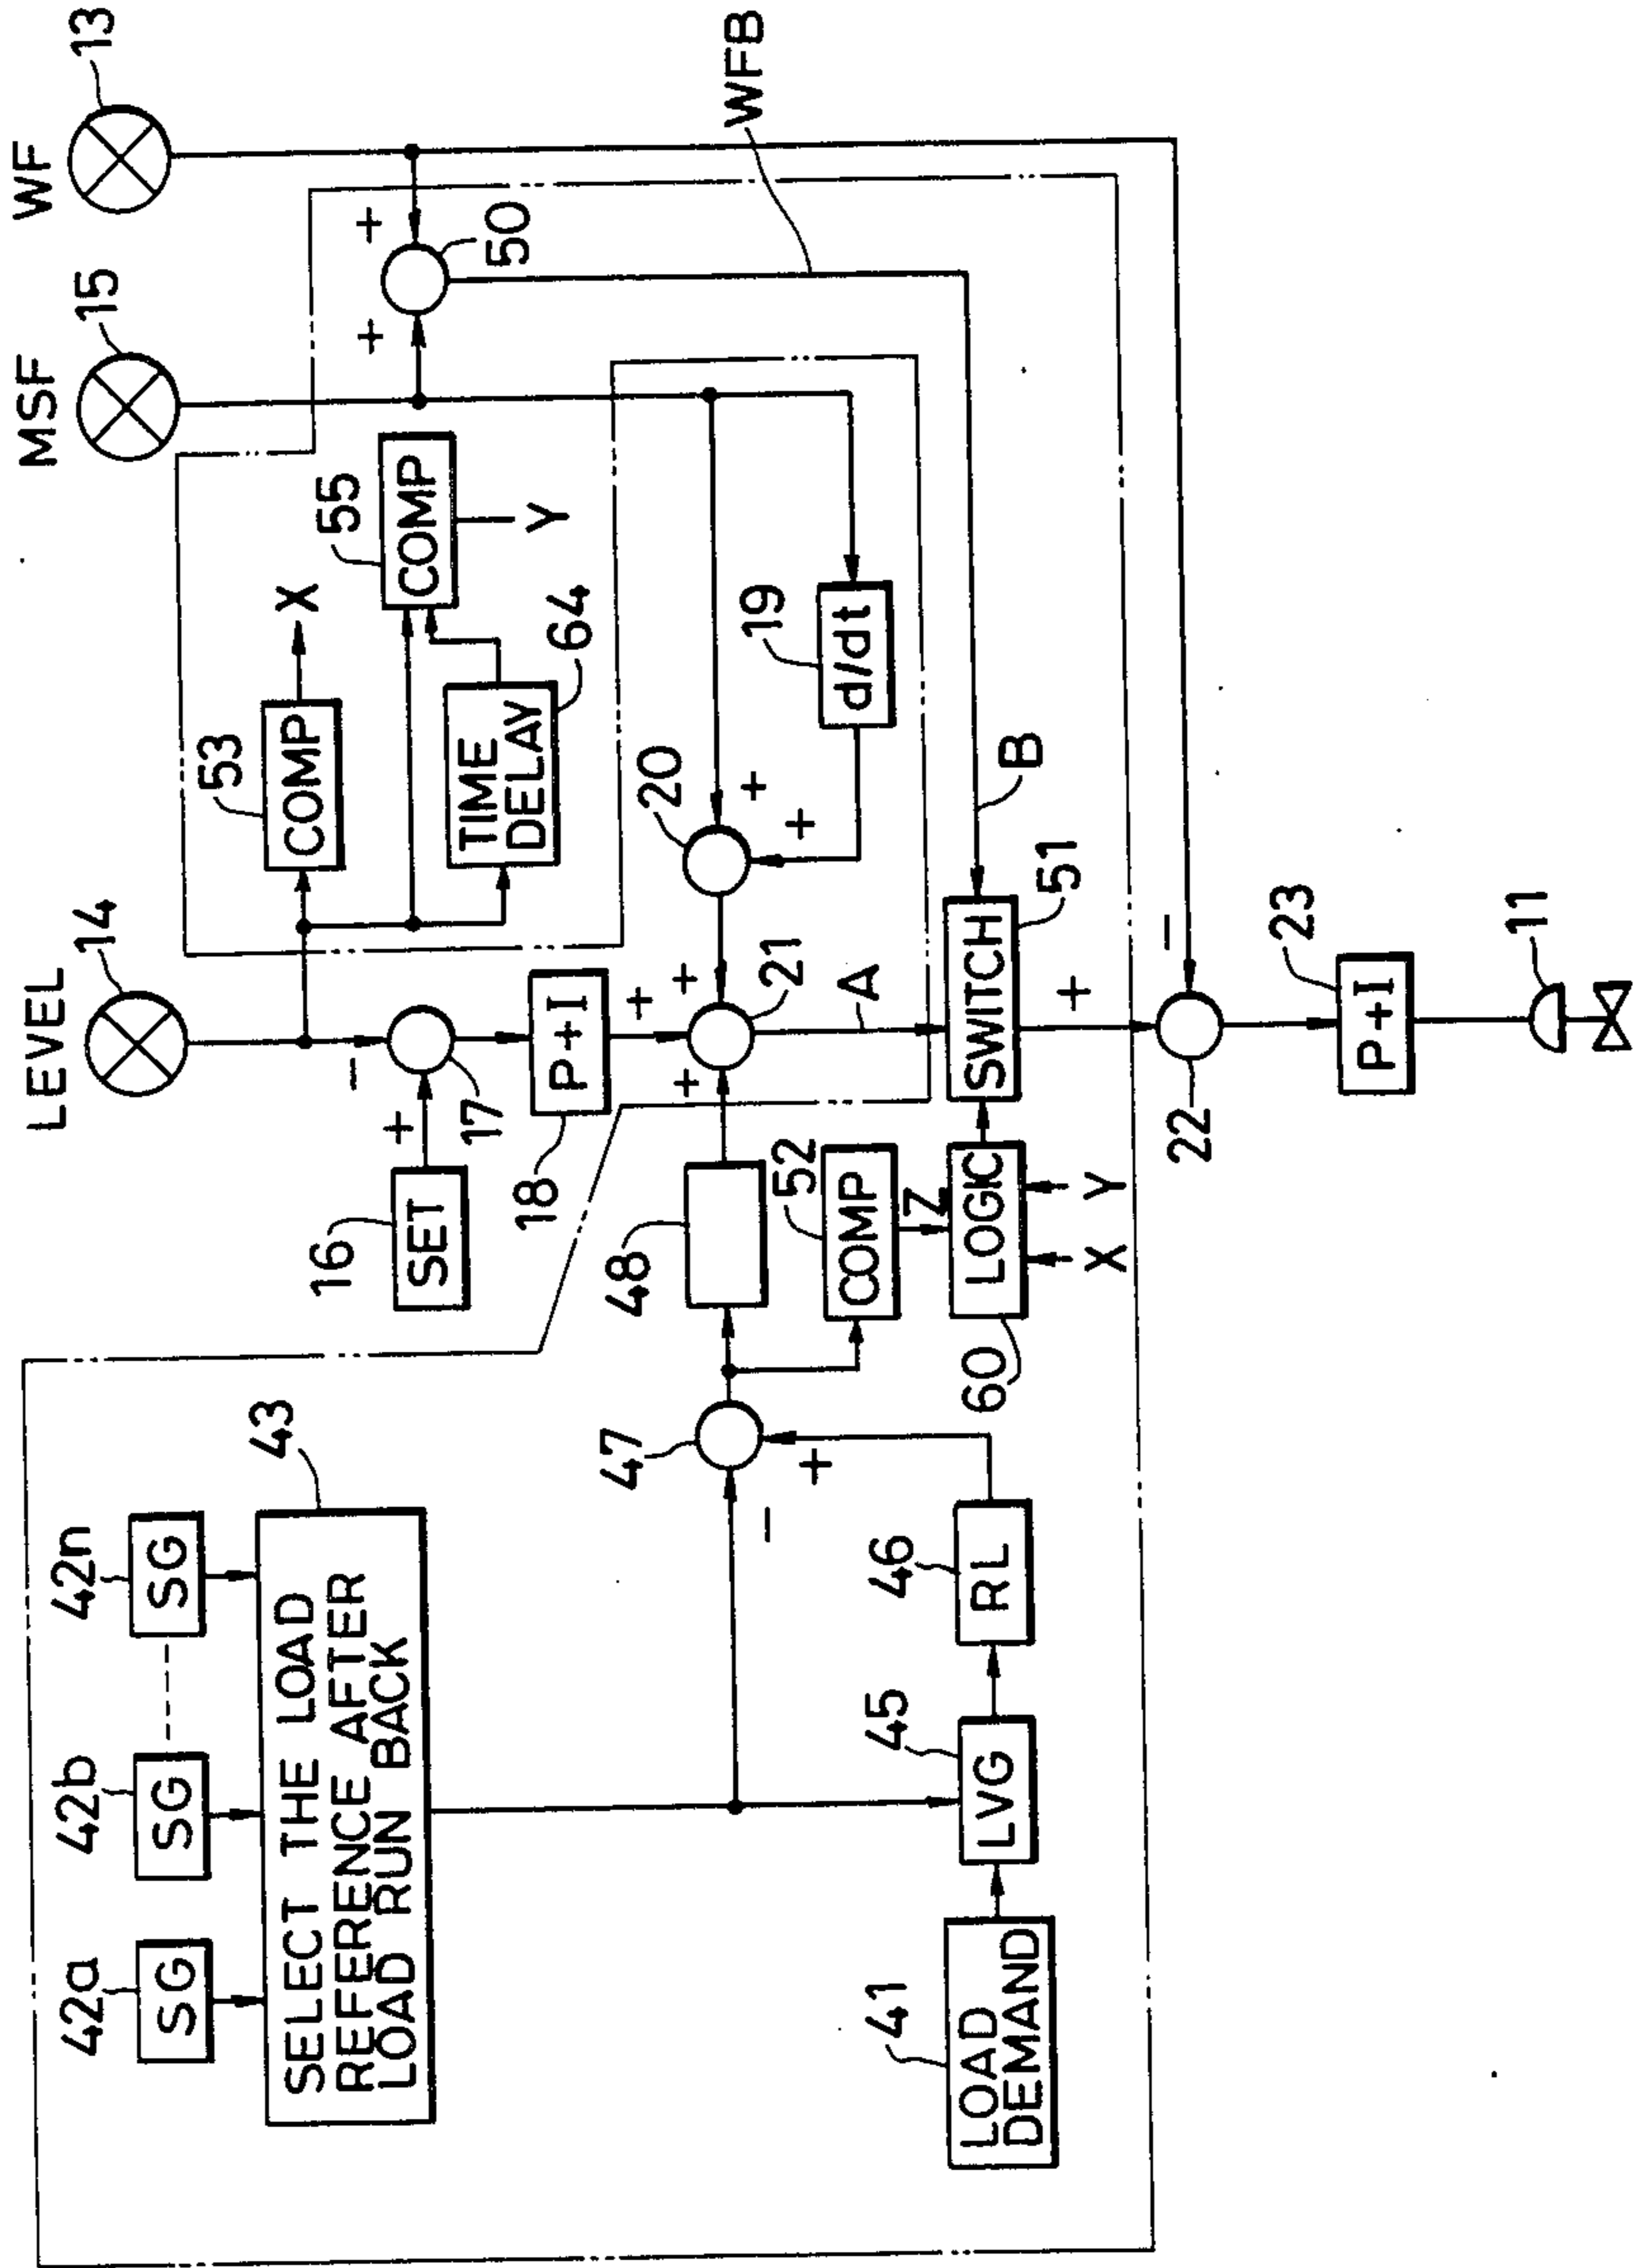 LEVEL
MSF
WF
14
15
13
42a
42b
42n
SG
SG
SG
43
SELECT THE LOAD
REFERENCE AFTER
LOAD RUN BACK
16
SET
+
-
17
53
COMP
X
55
COMP
Y
+
+
50
18
P+I
TIME
DELAY
64
47
-
+
48
+
+
+
21
20
+
+
19
d/dt
WFB
52
COMP
Z
A
B
41
LOAD
DEMAND
45
LVG
46
RL
60
LOGIC
X
Y
SWITCH
51
+
-
22
23
P+I
11